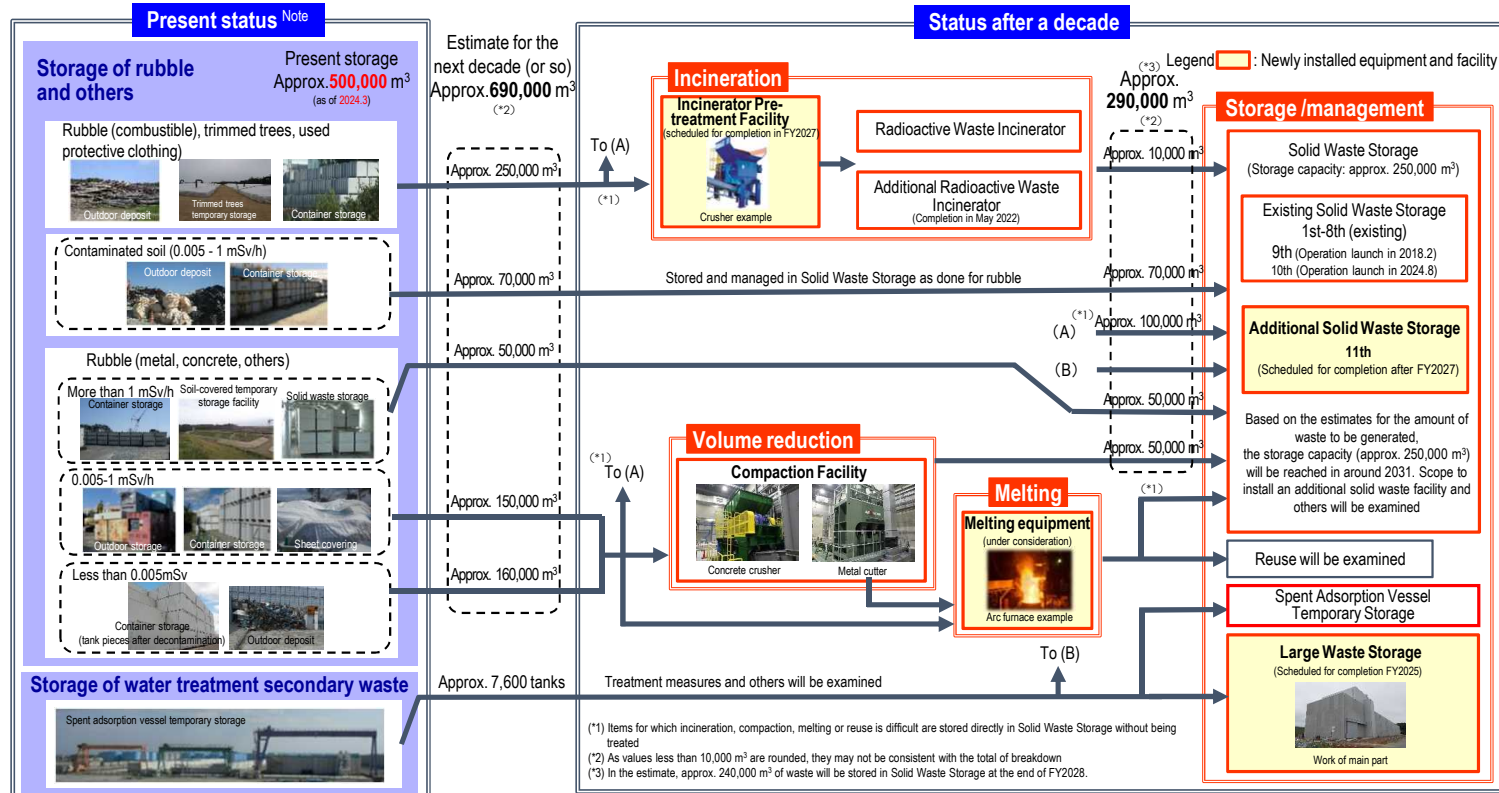 Present status Note
Storage of rubble
and others
Present storage
Approx.500,000 m³
(as of 2024.3)
Rubble (combustible), trimmed trees, used
protective clothing)
Outdoor deposit
Trimmed trees
temporary storage
Container storage
Contaminated soil (0.005 - 1 mSv/h)
Outdoor deposit
Container storage
Rubble (metal, concrete, others)
More than 1 mSv/h
Container storage
Soil-covered temporary
storage facility
Solid waste storage
0.005-1 mSv/h
Outdoor storage
Container storage
Sheet covering
Less than 0.005mSv
Container storage
(tank pieces after decontamination)
Outdoor deposit
Storage of water treatment secondary waste
Spent adsorption vessel temporary storage
Estimate for the
next decade (or so)
Approx.690,000 m³
(*2)
Approx. 250,000 m³
Approx. 70,000 m³
Approx. 50,000 m³
Approx. 150,000 m³
Approx. 160,000 m³
Approx. 7,600 tanks
Status after a decade
Legend : Newly installed equipment and facility
To (A)
(*1)
Incineration
Incinerator Pre-
treatment Facility
(scheduled for completion in FY2027)
Crusher example
Radioactive Waste Incinerator
Additional Radioactive Waste
Incinerator
(Completion in May 2022)
Stored and managed in Solid Waste Storage as done for rubble
(*1)
To (A)
Volume reduction
Compaction Facility
Concrete crusher
Metal cutter
Melting
Melting equipment
(under consideration)
Arc furnace example
To (B)
Treatment measures and others will be examined
(*3)
Approx.
290,000 m³
(*2)
Approx. 10,000 m³
Approx. 70,000 m³
(A)
(*1)
Approx. 100,000 m³
(B)
Approx. 50,000 m³
Approx. 50,000 m³
(*1)
Storage /management
Solid Waste Storage
(Storage capacity: approx. 250,000 m³)
Existing Solid Waste Storage
1st-8th (existing)
9th (Operation launch in 2018.2)
10th (Operation launch in 2024.8)
Additional Solid Waste Storage
11th
(Scheduled for completion after FY2027)
Based on the estimates for the amount of
waste to be generated,
the storage capacity (approx. 250,000 m³)
will be reached in around 2031. Scope to
install an additional solid waste facility and
others will be examined
Reuse will be examined
Spent Adsorption Vessel
Temporary Storage
Large Waste Storage
(Scheduled for completion FY2025)
Work of main part
(*1) Items for which incineration, compaction, melting or reuse is difficult are stored directly in Solid Waste Storage without being
treated
(*2) As values less than 10,000 m³ are rounded, they may not be consistent with the total of breakdown
(*3) In the estimate, approx. 240,000 m³ of waste will be stored in Solid Waste Storage at the end of FY2028.